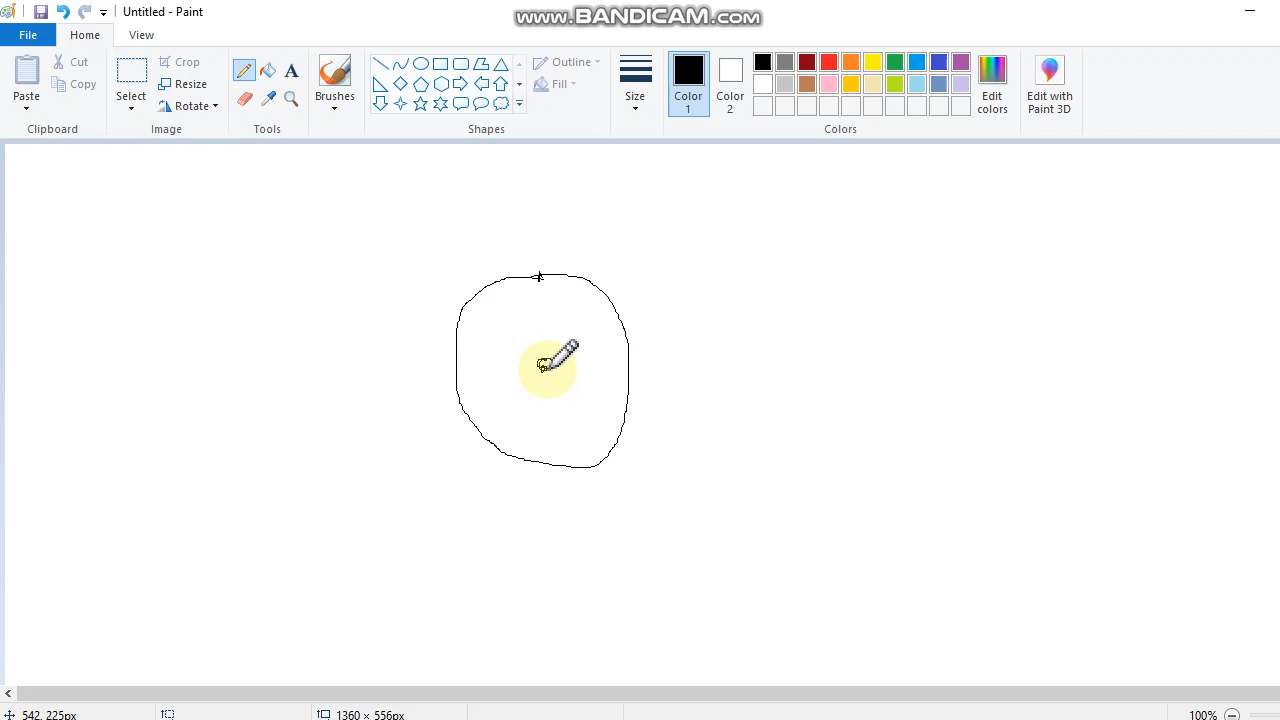 Untitled - Paint
www.BANDICAM.com
File
Home
View
Paste
Cut
Copy
Clipboard
Select
Crop
Resize
Rotate
Image
A
Tools
Brushes
Shapes
Outline
Fill
Size
Color
1
Color
2
Edit
colors
Colors
Edit with
Paint 3D
542, 225px
1360 × 556px
100%